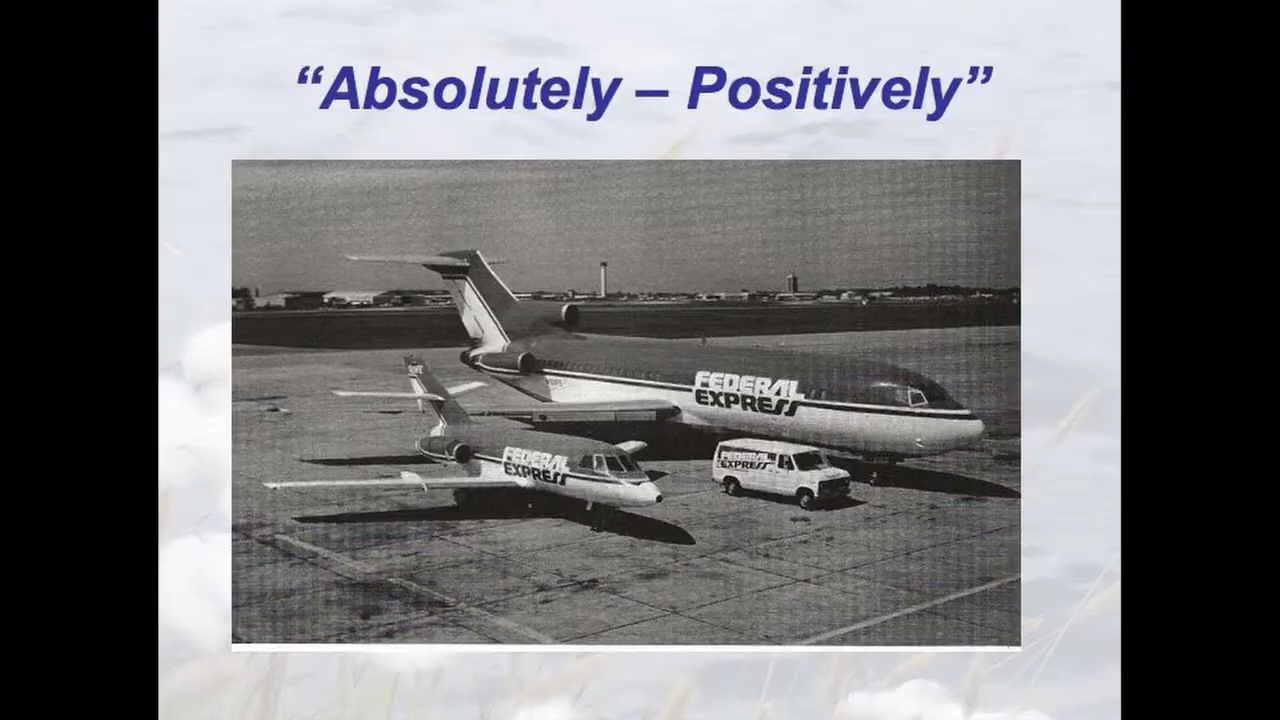 “Absolutely – Positively”
FEDERAL
EXPRESS
FEDERAL
EXPRESS
FEDERAL
EXPRESS